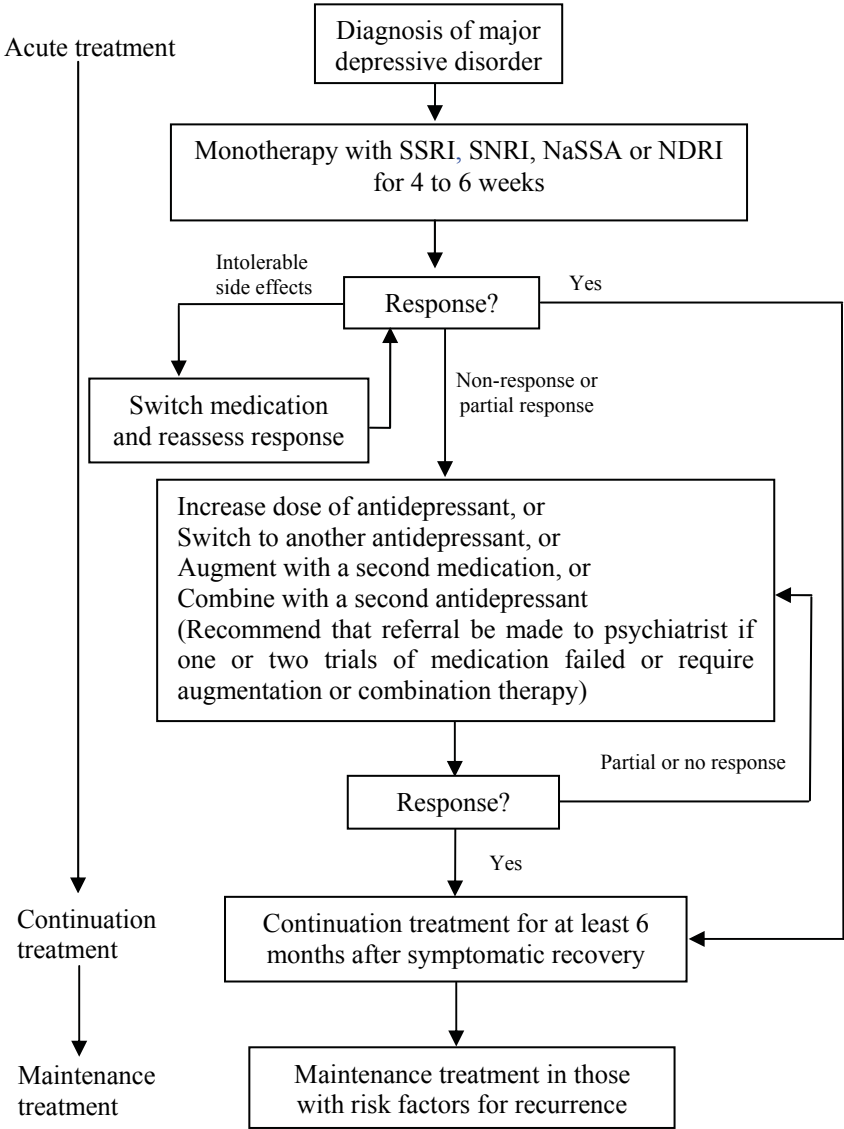 Acute treatment
Diagnosis of major
depressive disorder
Monotherapy with SSRI, SNRI, NaSSA or NDRI
for 4 to 6 weeks
Intolerable
side effects
Response?
Yes
Switch medication
and reassess response
Non-response or
partial response
Increase dose of antidepressant, or
Switch to another antidepressant, or
Augment with a second medication, or
Combine with a second antidepressant
(Recommend that referral be made to psychiatrist if
one or two trials of medication failed or require
augmentation or combination therapy)
Partial or no response
Response?
Yes
Continuation
treatment
Continuation treatment for at least 6
months after symptomatic recovery
Maintenance
treatment
Maintenance treatment in those
with risk factors for recurrence